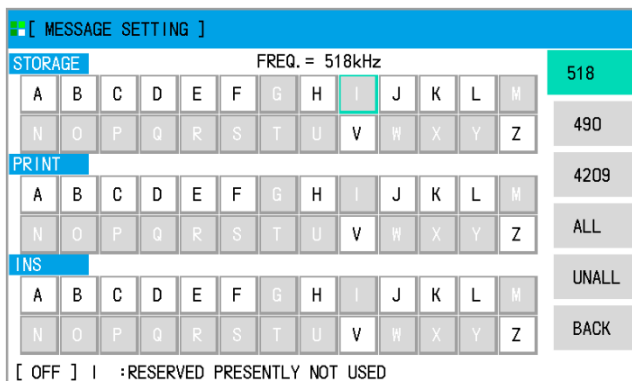 [ MESSAGE SETTING ]
STORAGE FREQ. = 518kHz
A B C D E F G H I J K L M
N O P Q R S T U V W X Y Z
PRINT
A B C D E F G H I J K L M
N O P Q R S T U V W X Y Z
INS
A B C D E F G H I J K L M
N O P Q R S T U V W X Y Z
[ OFF ] I :RESERVED PRESENTLY NOT USED
518
490
4209
ALL
UNALL
BACK